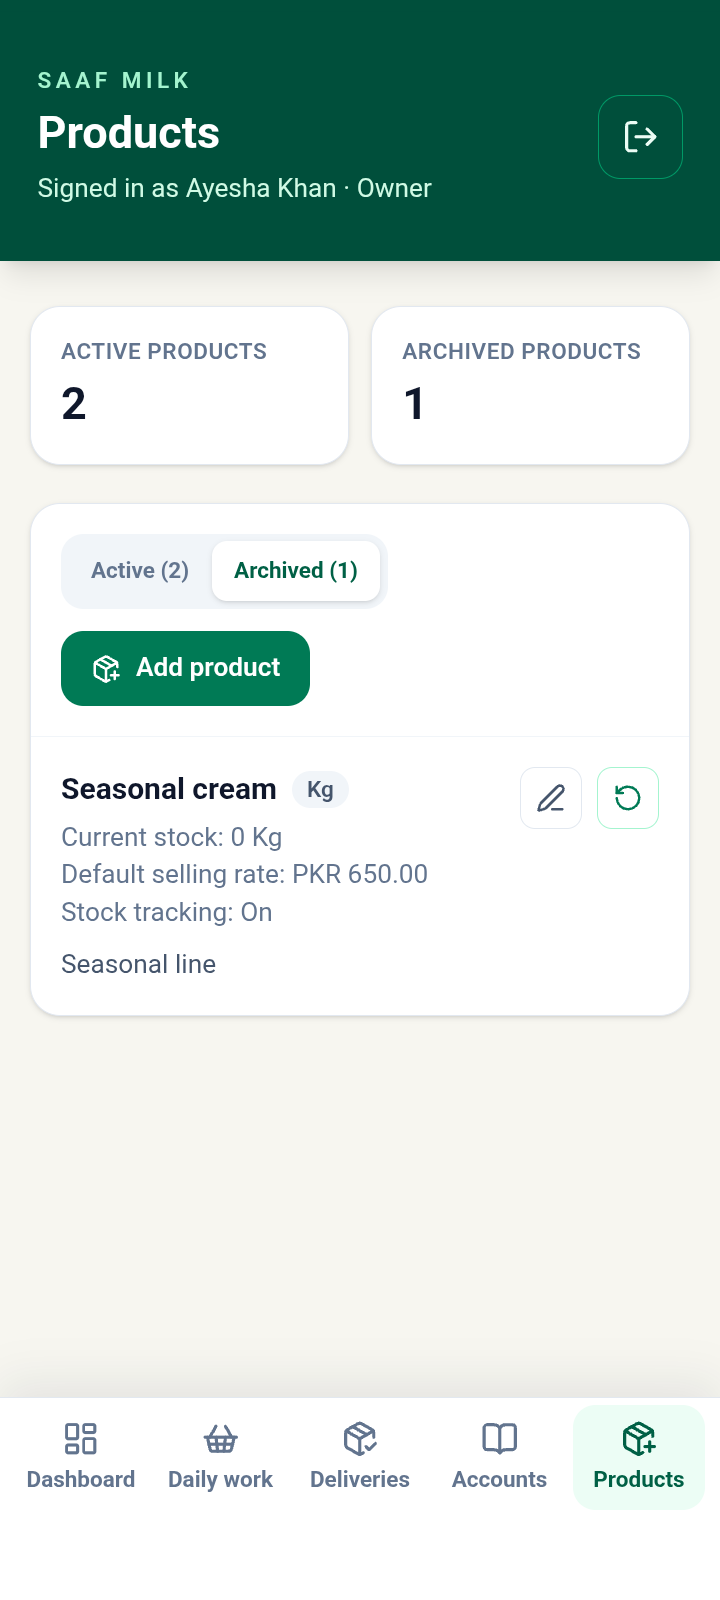 SAAF MILK
Products
Signed in as Ayesha Khan · Owner
ACTIVE PRODUCTS
2
ARCHIVED PRODUCTS
1
Active (2)
Archived (1)
Add product
Seasonal cream
Kg
Current stock: 0 Kg
Default selling rate: PKR 650.00
Stock tracking: On
Seasonal line
Dashboard
Daily work
Deliveries
Accounts
Products